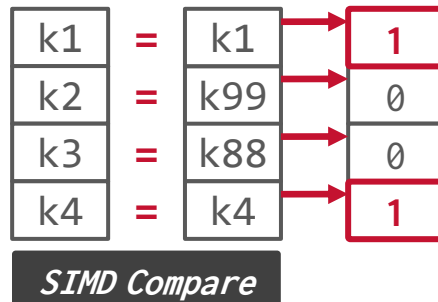 k1 = k1 1
k2 = k99 0
k3 = k88 0
k4 = k4 1
SIMD Compare